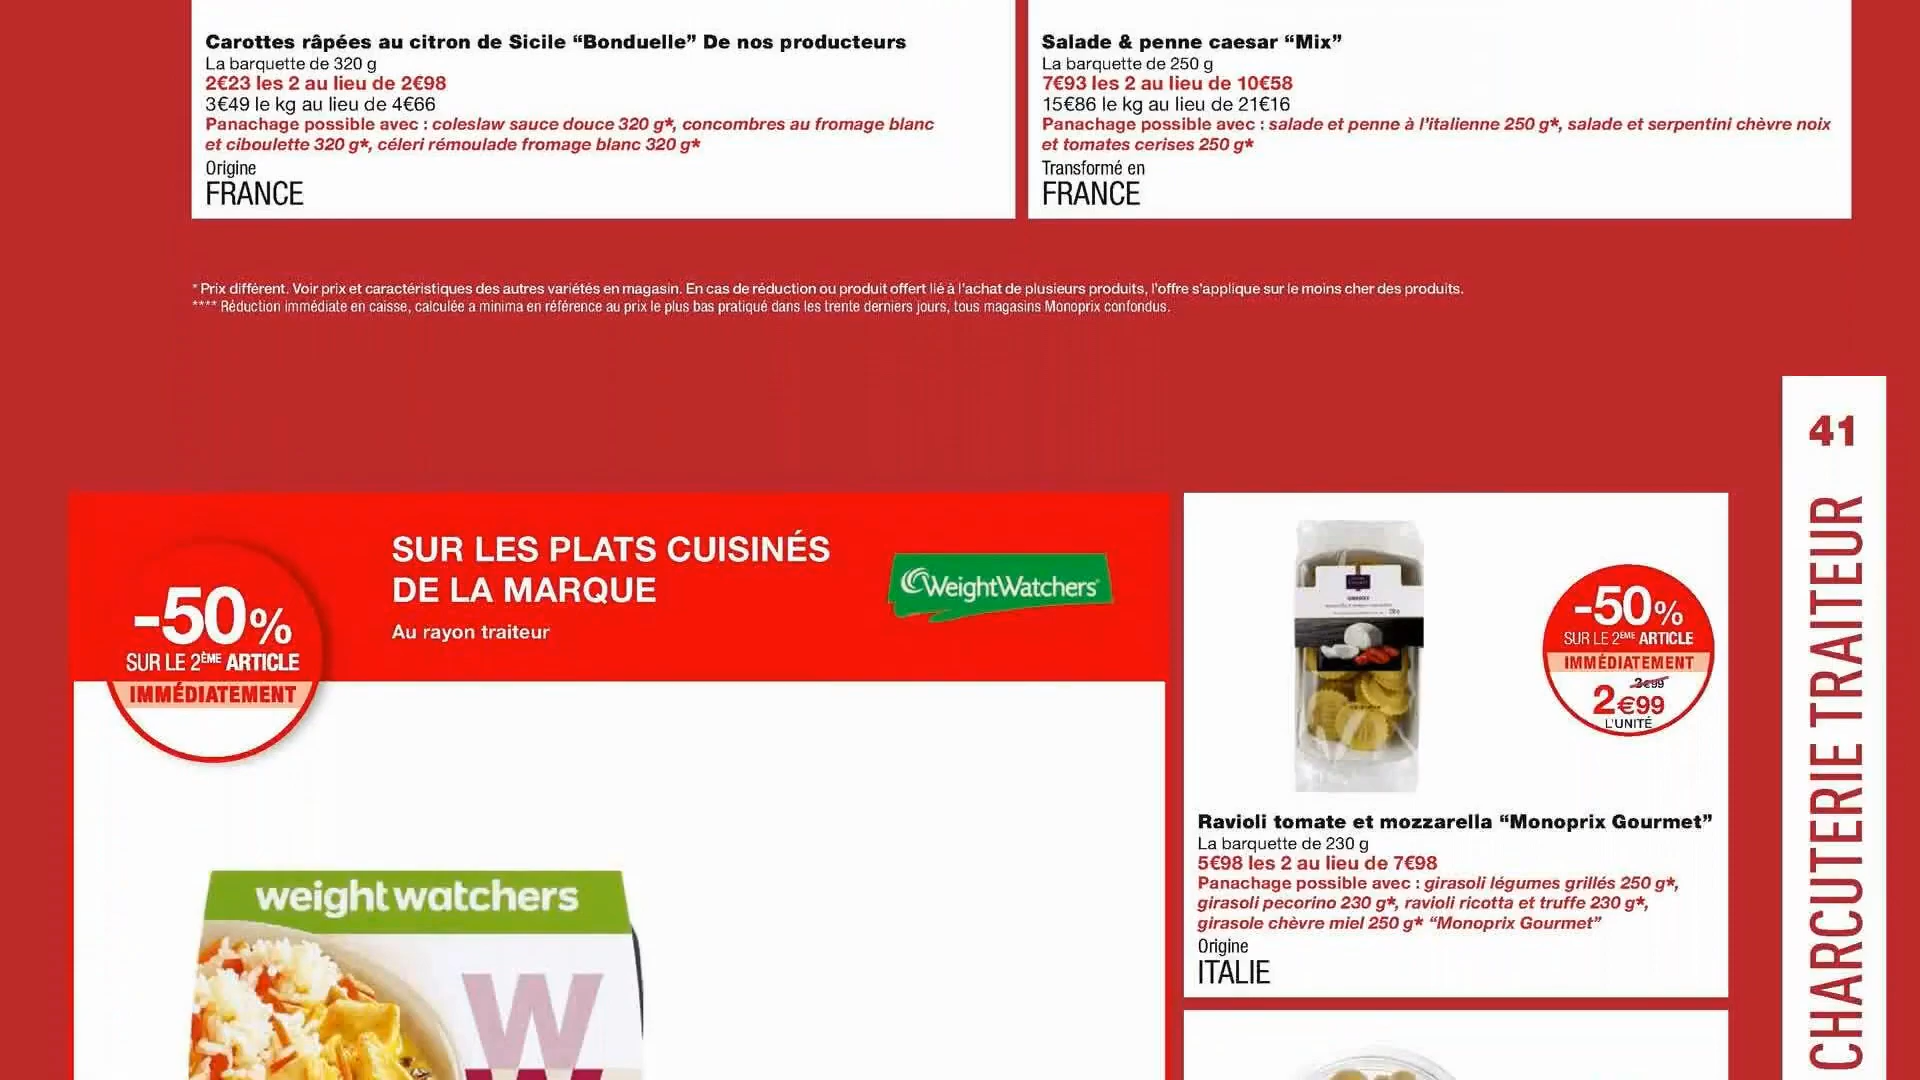 Carottes râpées au citron de Sicile “Bonduelle” De nos producteurs
La barquette de 320 g
2€23 les 2 au lieu de 2€98
3€49 le kg au lieu de 4€66
Panachage possible avec : coleslaw sauce douce 320 g*, concombres au fromage blanc
et ciboulette 320 g*, céleri rémoulade fromage blanc 320 g*
Origine
FRANCE
Salade & penne caesar “Mix”
La barquette de 250 g
7€93 les 2 au lieu de 10€58
15€86 le kg au lieu de 21€16
Panachage possible avec : salade et penne à l’italienne 250 g*, salade et serpentini chèvre noix
et tomates cerises 250 g*
Transformé en
FRANCE
* Prix différent. Voir prix et caractéristiques des autres variétés en magasin. En cas de réduction ou produit offert lié à l’achat de plusieurs produits, l’offre s’applique sur le moins cher des produits.
**** Réduction immédiate en caisse, calculée a minima en référence au prix le plus bas pratiqué dans les trente derniers jours, tous magasins Monoprix confondus.
41
CHARCUTERIE TRAITEUR
-50%
SUR LE 2ÈME ARTICLE
IMMÉDIATEMENT
SUR LES PLATS CUISINÉS
DE LA MARQUE
Au rayon traiteur
WeightWatchers
weightwatchers
W
-50%
SUR LE 2ÈME ARTICLE
IMMÉDIATEMENT
3€99
2€99
L’UNITÉ
Ravioli tomate et mozzarella “Monoprix Gourmet”
La barquette de 230 g
5€98 les 2 au lieu de 7€98
Panachage possible avec : girasoli légumes grillés 250 g*,
girasoli pecorino 230 g*, ravioli ricotta et truffe 230 g*,
girasole chèvre miel 250 g* “Monoprix Gourmet”
Origine
ITALIE